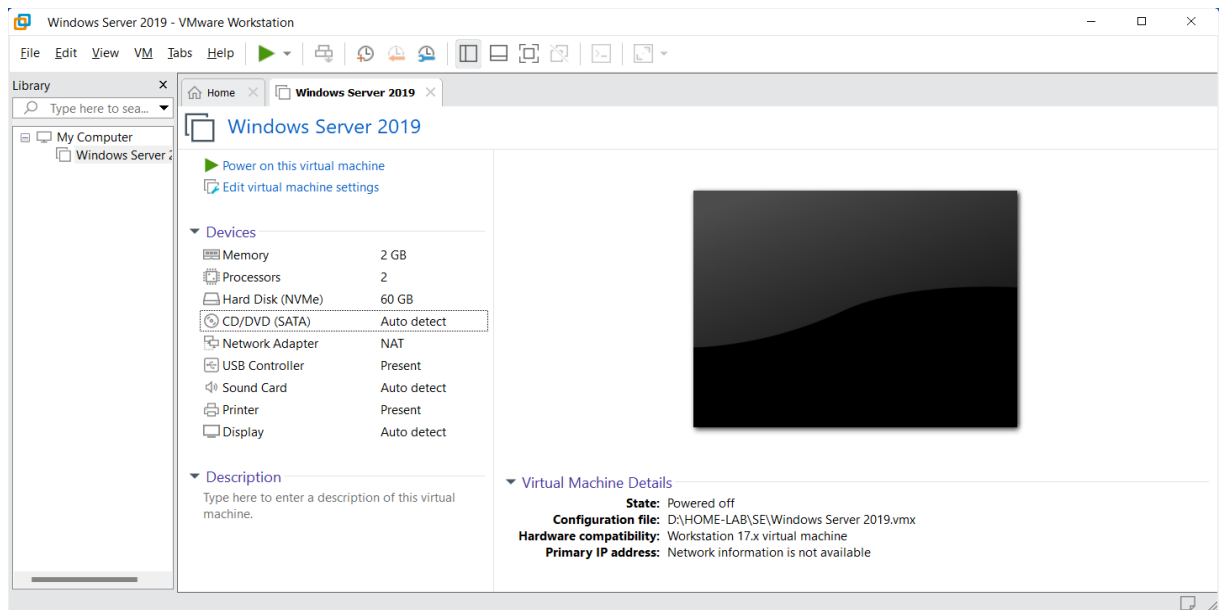 Windows Server 2019 - VMware Workstation
File Edit View VM Tabs Help
Library
Type here to sea...
My Computer
Windows Server 2
Home
Windows Server 2019
Windows Server 2019
Power on this virtual machine
Edit virtual machine settings
Devices
Memory 2 GB
Processors 2
Hard Disk (NVMe) 60 GB
CD/DVD (SATA) Auto detect
Network Adapter NAT
USB Controller Present
Sound Card Auto detect
Printer Present
Display Auto detect
Description
Type here to enter a description of this virtual
machine.
Virtual Machine Details
State: Powered off
Configuration file: D:\HOME-LAB\SE\Windows Server 2019.vmx
Hardware compatibility: Workstation 17.x virtual machine
Primary IP address: Network information is not available